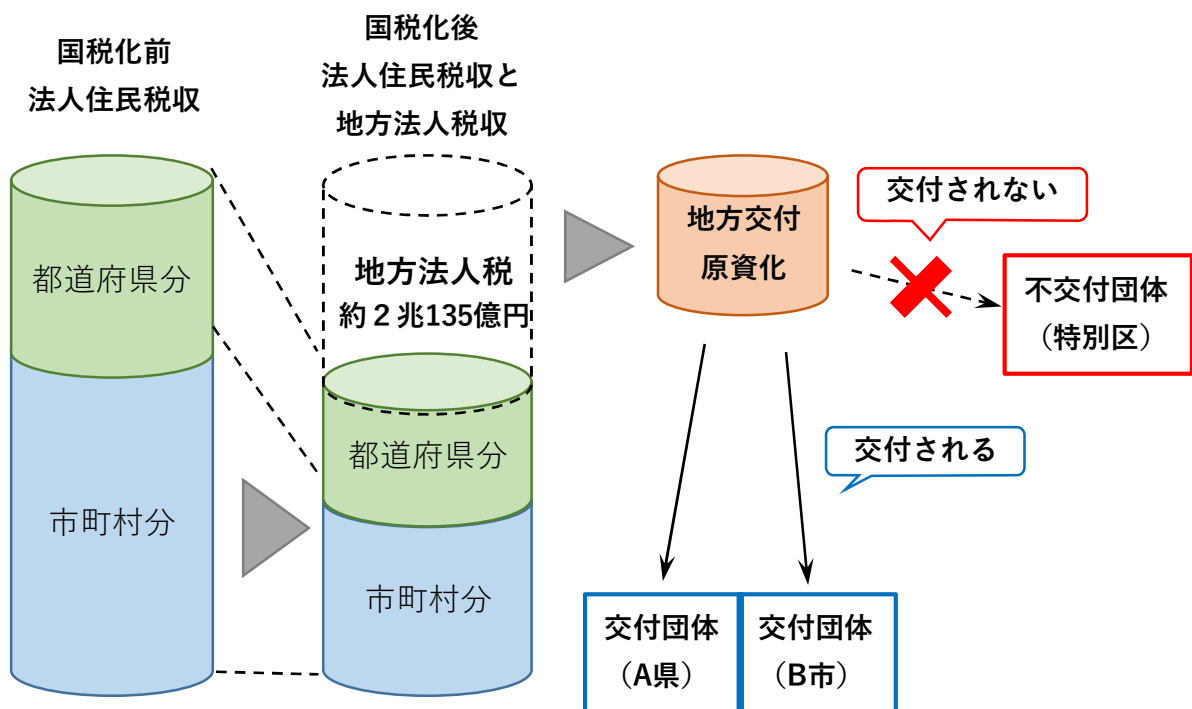 国税化前
法人住民税収
国税化後
法人住民税収と
地方法人税収
都道府県分
市町村分
地方法人税
約２兆135億円
都道府県分
市町村分
地方交付
原資化
交付されない
不交付団体
（特別区）
交付される
交付団体
（A県）
交付団体
（B市）